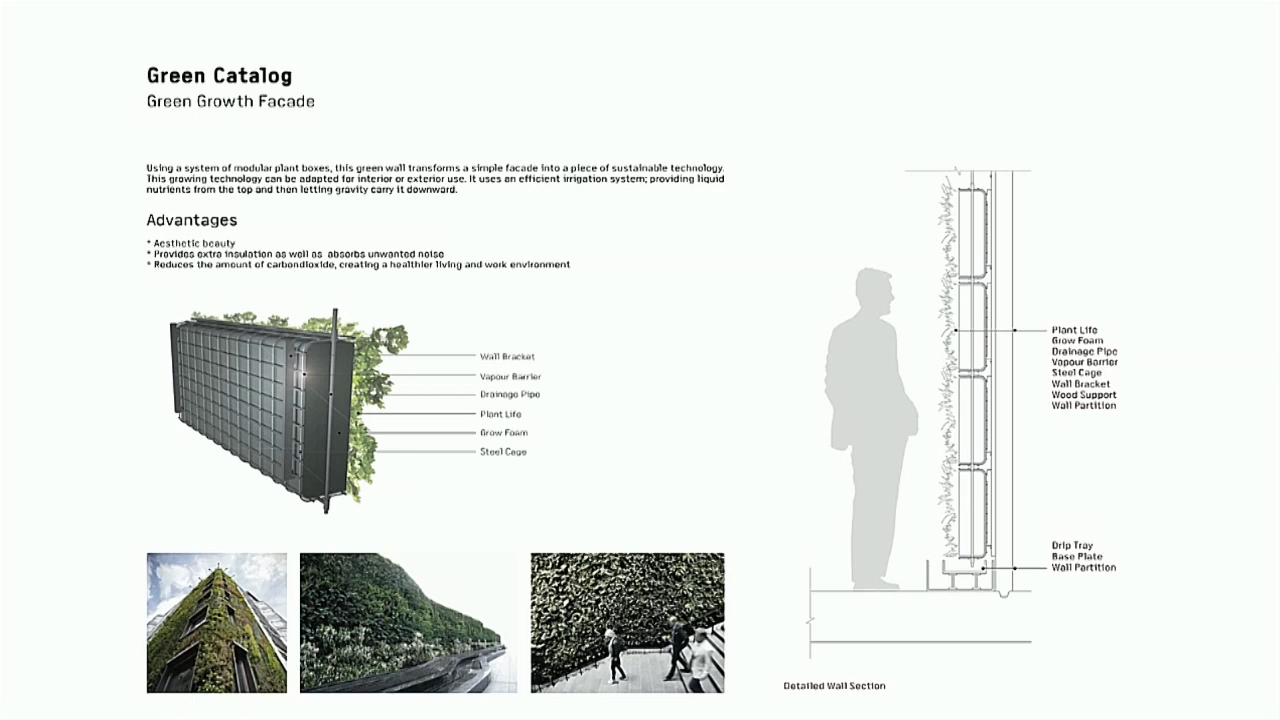 Green Catalog
Green Growth Facade
Using a system of modular plant boxes, this green wall transforms a simple facade into a piece of sustainable technology.
This growing technology can be adapted for interior or exterior use. It uses an efficient irrigation system; providing liquid
nutrients from the top and then letting gravity carry it downward.
Advantages
* Aesthetic beauty
* Provides extra insulation as well as absorbs unwanted noise
* Reduces the amount of carbondioxide, creating a healthier living and work environment
Wall Bracket
Vapour Barrier
Drainage Pipe
Plant Life
Grow Foam
Steel Cage
Plant Life
Grow Foam
Drainage Pipe
Vapour Barrier
Steel Cage
Wall Bracket
Wood Support
Wall Partition
Drip Tray
Base Plate
Wall Partition
Detailed Wall Section